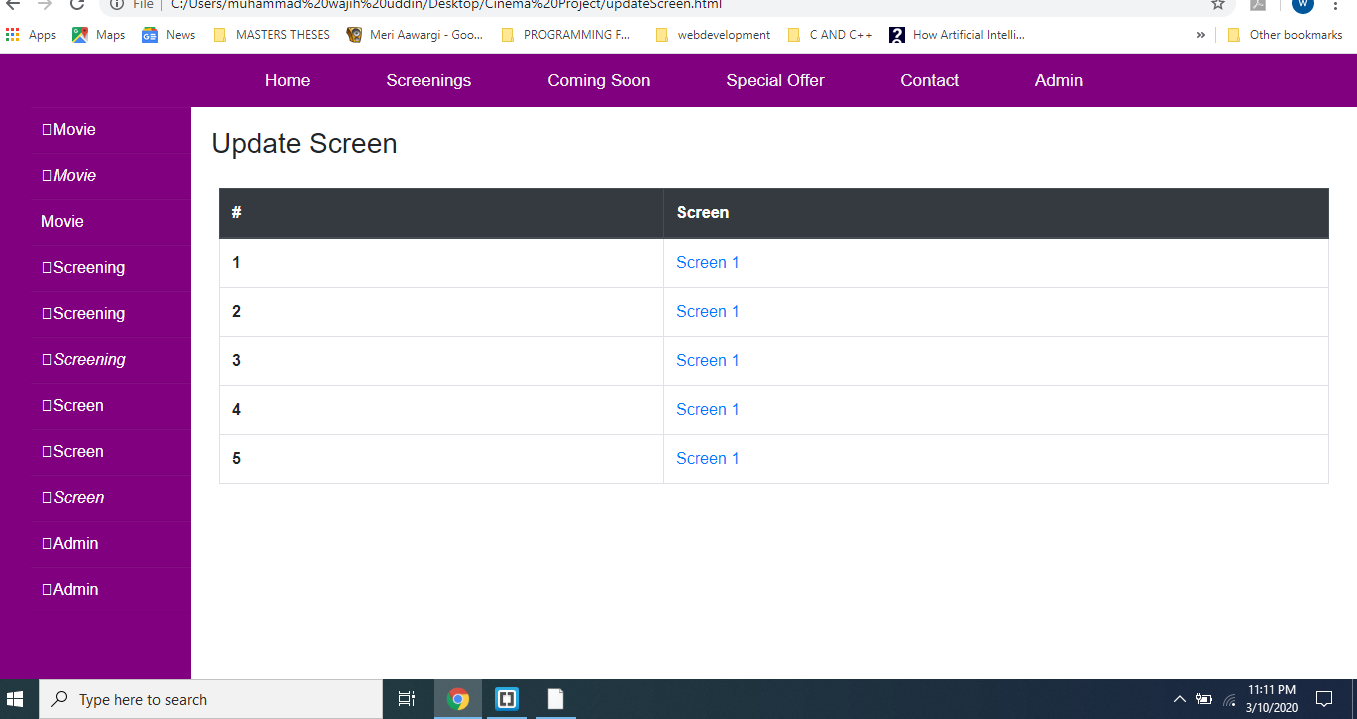 File C:/Users/muhammad%20wajih%20uddin/Desktop/Cinema%20Project/updateScreen.html W
Apps Maps News MASTERS THESES Meri Aawargi - Goo... PROGRAMMING F... webdevelopment C AND C++ How Artificial Intelli... » Other bookmarks
Home Screenings Coming Soon Special Offer Contact Admin
Movie
Movie
Movie
Screening
Screening
Screening
Screen
Screen
Screen
Admin
Admin
Update Screen
# Screen
1 Screen 1
2 Screen 1
3 Screen 1
4 Screen 1
5 Screen 1
Type here to search
11:11 PM
3/10/2020